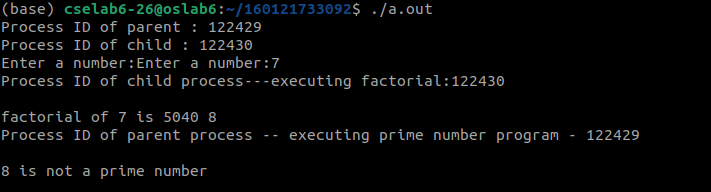 (base) cselab6-26@oslab6:~/160121733092$ ./a.out
Process ID of parent : 122429
Process ID of child : 122430
Enter a number:Enter a number:7
Process ID of child process---executing factorial:122430
factorial of 7 is 5040 8
Process ID of parent process -- executing prime number program - 122429
8 is not a prime number